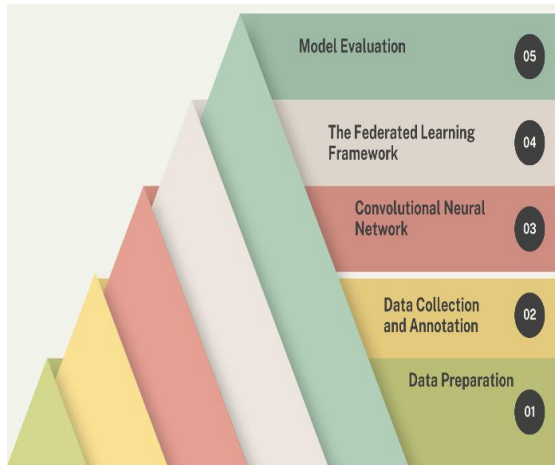 Model Evaluation
05
The Federated Learning
Framework
04
Convolutional Neural
Network
03
Data Collection
and Annotation
02
Data Preparation
01